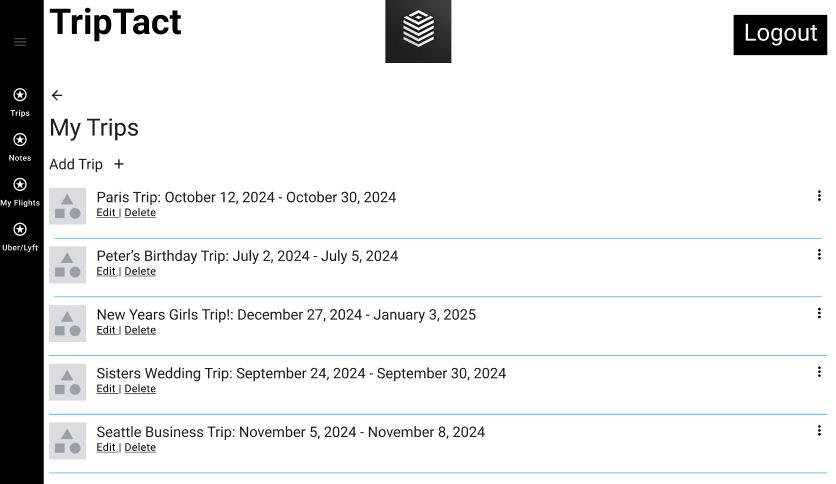 TripTact
Logout
Trips
Notes
My Flights
Uber/Lyft
My Trips
Add Trip +
Paris Trip: October 12, 2024 - October 30, 2024
Edit | Delete
Peter’s Birthday Trip: July 2, 2024 - July 5, 2024
Edit | Delete
New Years Girls Trip!: December 27, 2024 - January 3, 2025
Edit | Delete
Sisters Wedding Trip: September 24, 2024 - September 30, 2024
Edit | Delete
Seattle Business Trip: November 5, 2024 - November 8, 2024
Edit | Delete